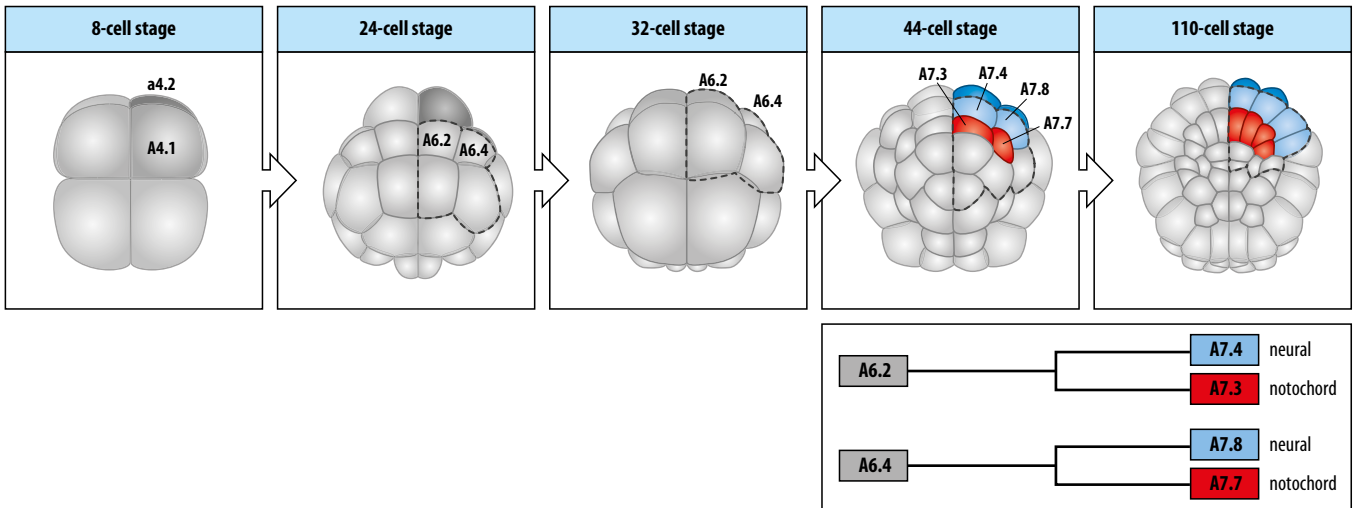 8-cell stage
24-cell stage
32-cell stage
44-cell stage
110-cell stage
a4.2
A4.1
A6.2
A6.4
A6.2
A6.4
A7.3
A7.4
A7.8
A7.7
A6.2
A7.4 neural
A7.3 notochord
A6.4
A7.8 neural
A7.7 notochord